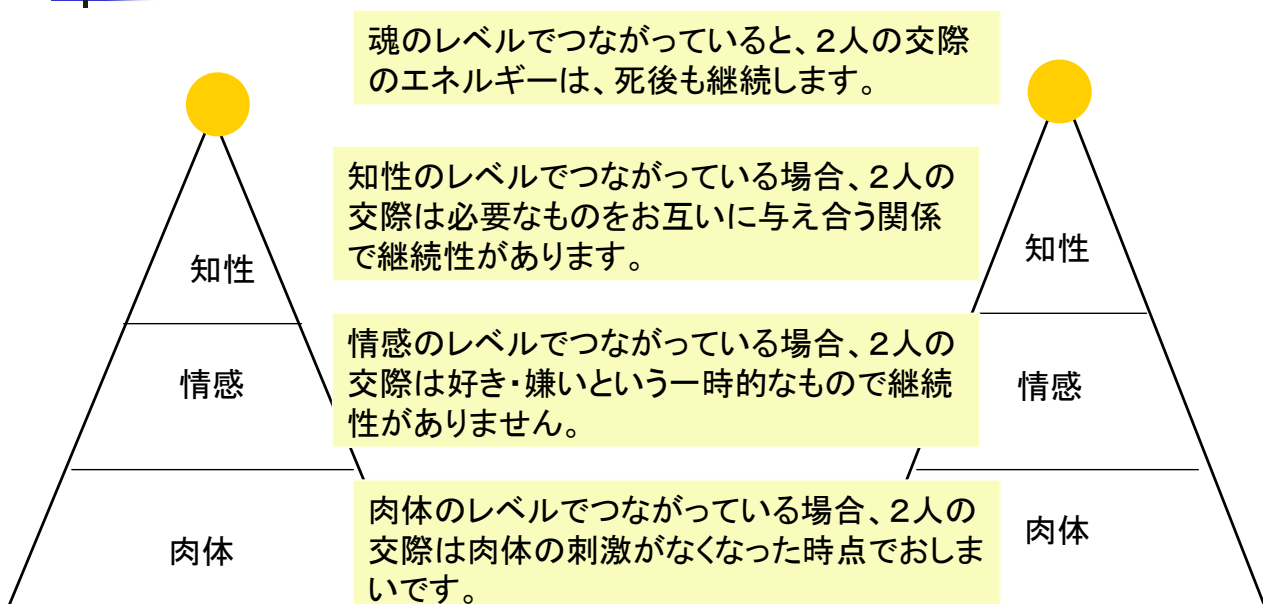 魂のレベルでつながっていると、２人の交際
のエネルギーは、死後も継続します。
知性のレベルでつながっている場合、２人の
交際は必要なものをお互いに与え合う関係
で継続性があります。
知性
知性
情感のレベルでつながっている場合、２人の
交際は好き・嫌いという一時的なもので継続
性がありません。
情感
情感
肉体のレベルでつながっている場合、２人の
交際は肉体の刺激がなくなった時点でおしま
いです。
肉体
肉体